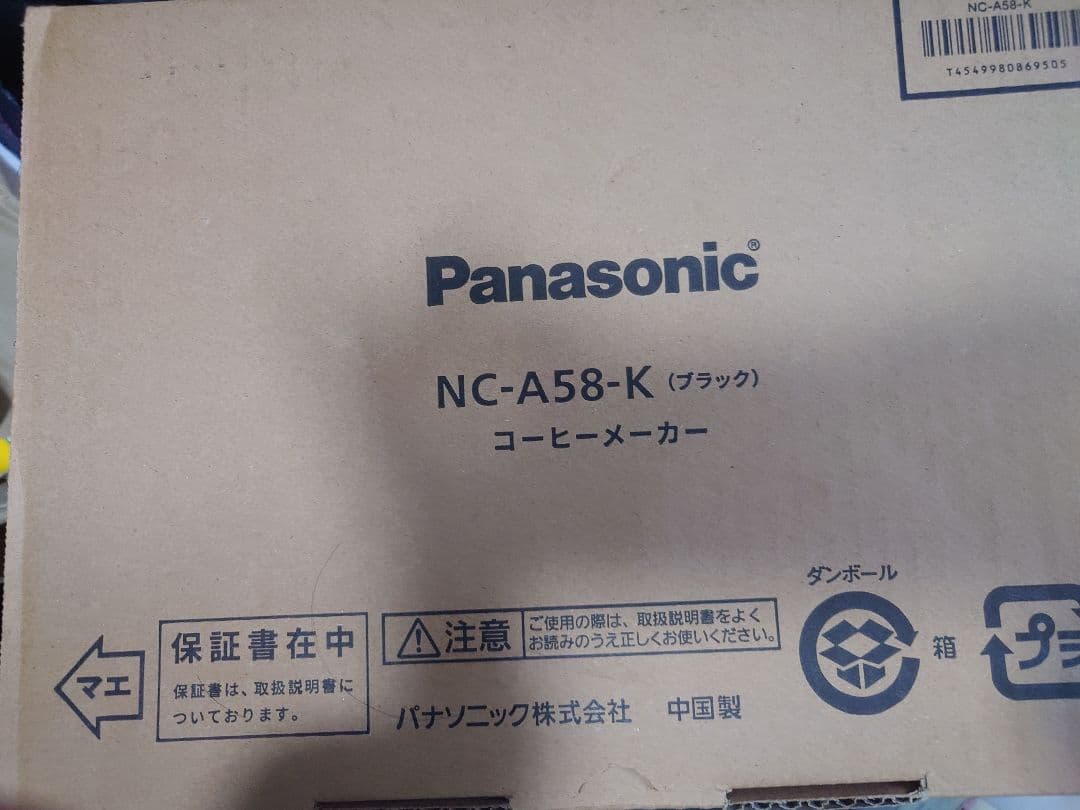 NC-A58-K
T4549980869505
Panasonic®
NC-A58-K（ブラック）
コーヒーメーカー
ダンボール
マエ
保証書在中
保証書は、取扱説明書に
ついております。
注意
ご使用の際は、取扱説明書をよく
お読みのうえ正しくお使いください。
箱
プラ
パナソニック株式会社　中国製